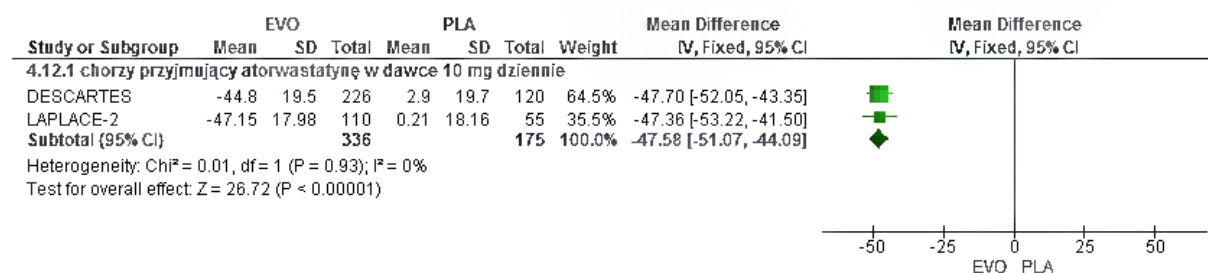 EVO PLA Mean Difference Mean Difference
Study or Subgroup Mean SD Total Mean SD Total Weight IV, Fixed, 95% CI IV, Fixed, 95% CI
4.12.1 chorzy przyjmujący atorwastatynę w dawce 10 mg dziennie
DESCARTES -44.8 19.5 226 2.9 19.7 120 64.5% -47.70 [-52.05, -43.35]
LAPLACE-2 -47.15 17.98 110 0.21 18.16 55 35.5% -47.36 [-53.22, -41.50]
Subtotal (95% CI) 336 175 100.0% -47.58 [-51.07, -44.09]
Heterogeneity: Chi² = 0.01, df = 1 (P = 0.93); I² = 0%
Test for overall effect: Z = 26.72 (P < 0.00001)
-50 -25 0 25 50
EVO PLA